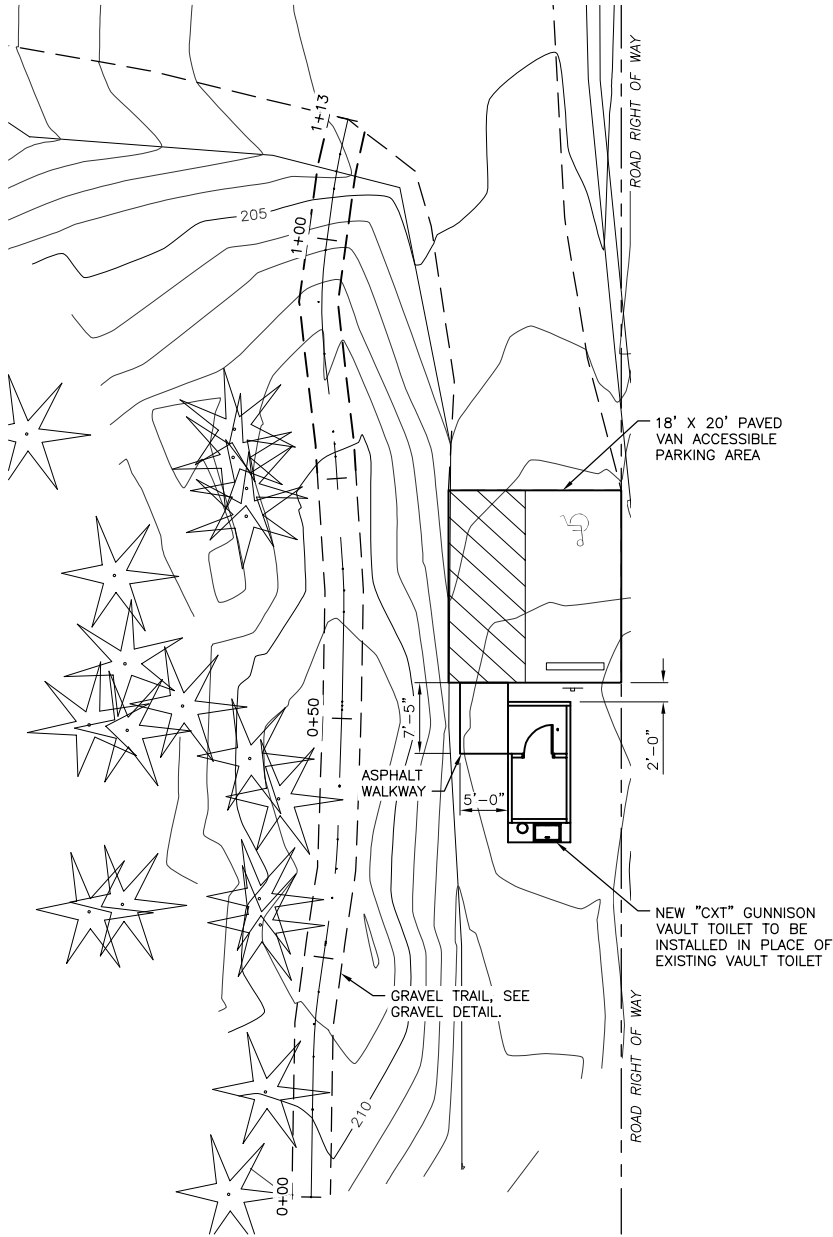 ROAD RIGHT OF WAY
1+13
205
1+00
18' X 20' PAVED
VAN ACCESSIBLE
PARKING AREA
0+50
7'-5"
2'-0"
ASPHALT
WALKWAY
5'-0"
NEW "CXT" GUNNISON
VAULT TOILET TO BE
INSTALLED IN PLACE OF
EXISTING VAULT TOILET
GRAVEL TRAIL, SEE
GRAVEL DETAIL.
ROAD RIGHT OF WAY
210
0+00